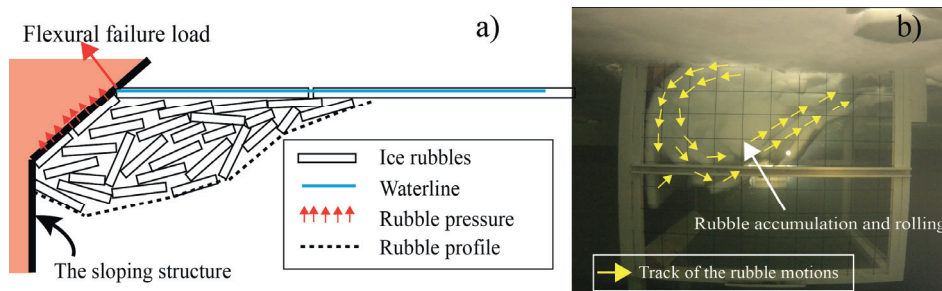 a)
Flexural failure load
Ice rubbles
Waterline
Rubble pressure
Rubble profile
The sloping structure
b)
Rubble accumulation and rolling
Track of the rubble motions